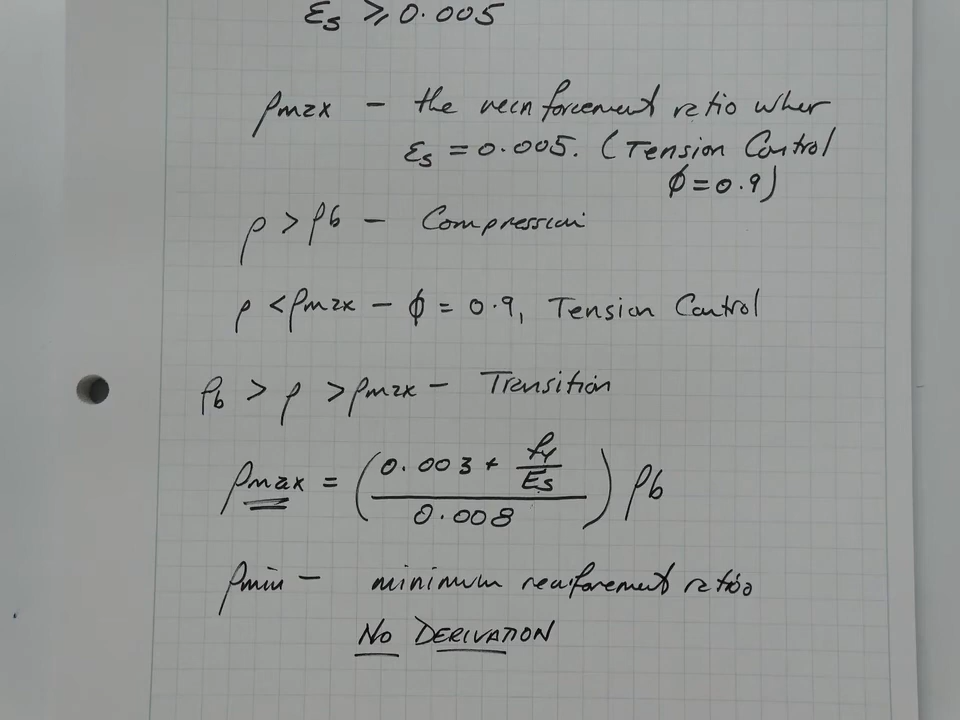 εs ⩾ 0.005
ρmax – the reinforcement ratio when
εs = 0.005. (Tension Control
ϕ = 0.9)
ρ > ρb – Compression
ρ < ρmax – ϕ = 0.9, Tension Control
ρb > ρ > ρmax – Transition
ρmax = ( (0.003 + fy/Es) / 0.008 ) ρb
ρmin – minimum reinforcement ratio
NO DERIVATION